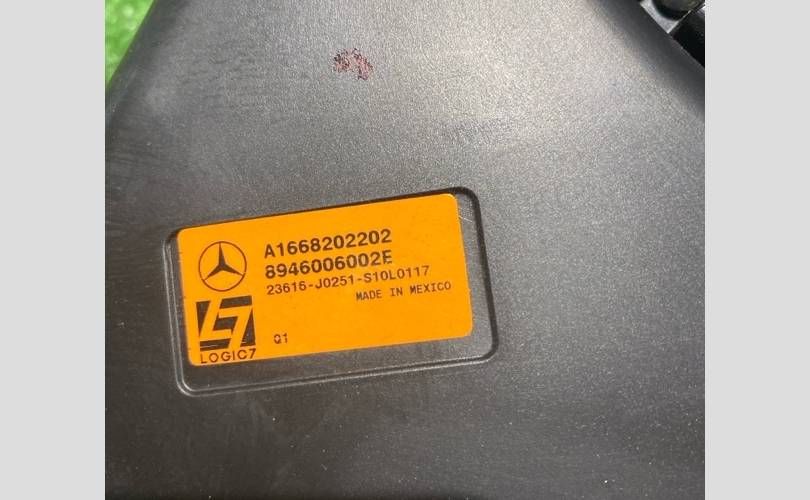 A1668202202
8946006002E
23616-J0251-S10L0117
MADE IN MEXICO
Q1
LOGIC7